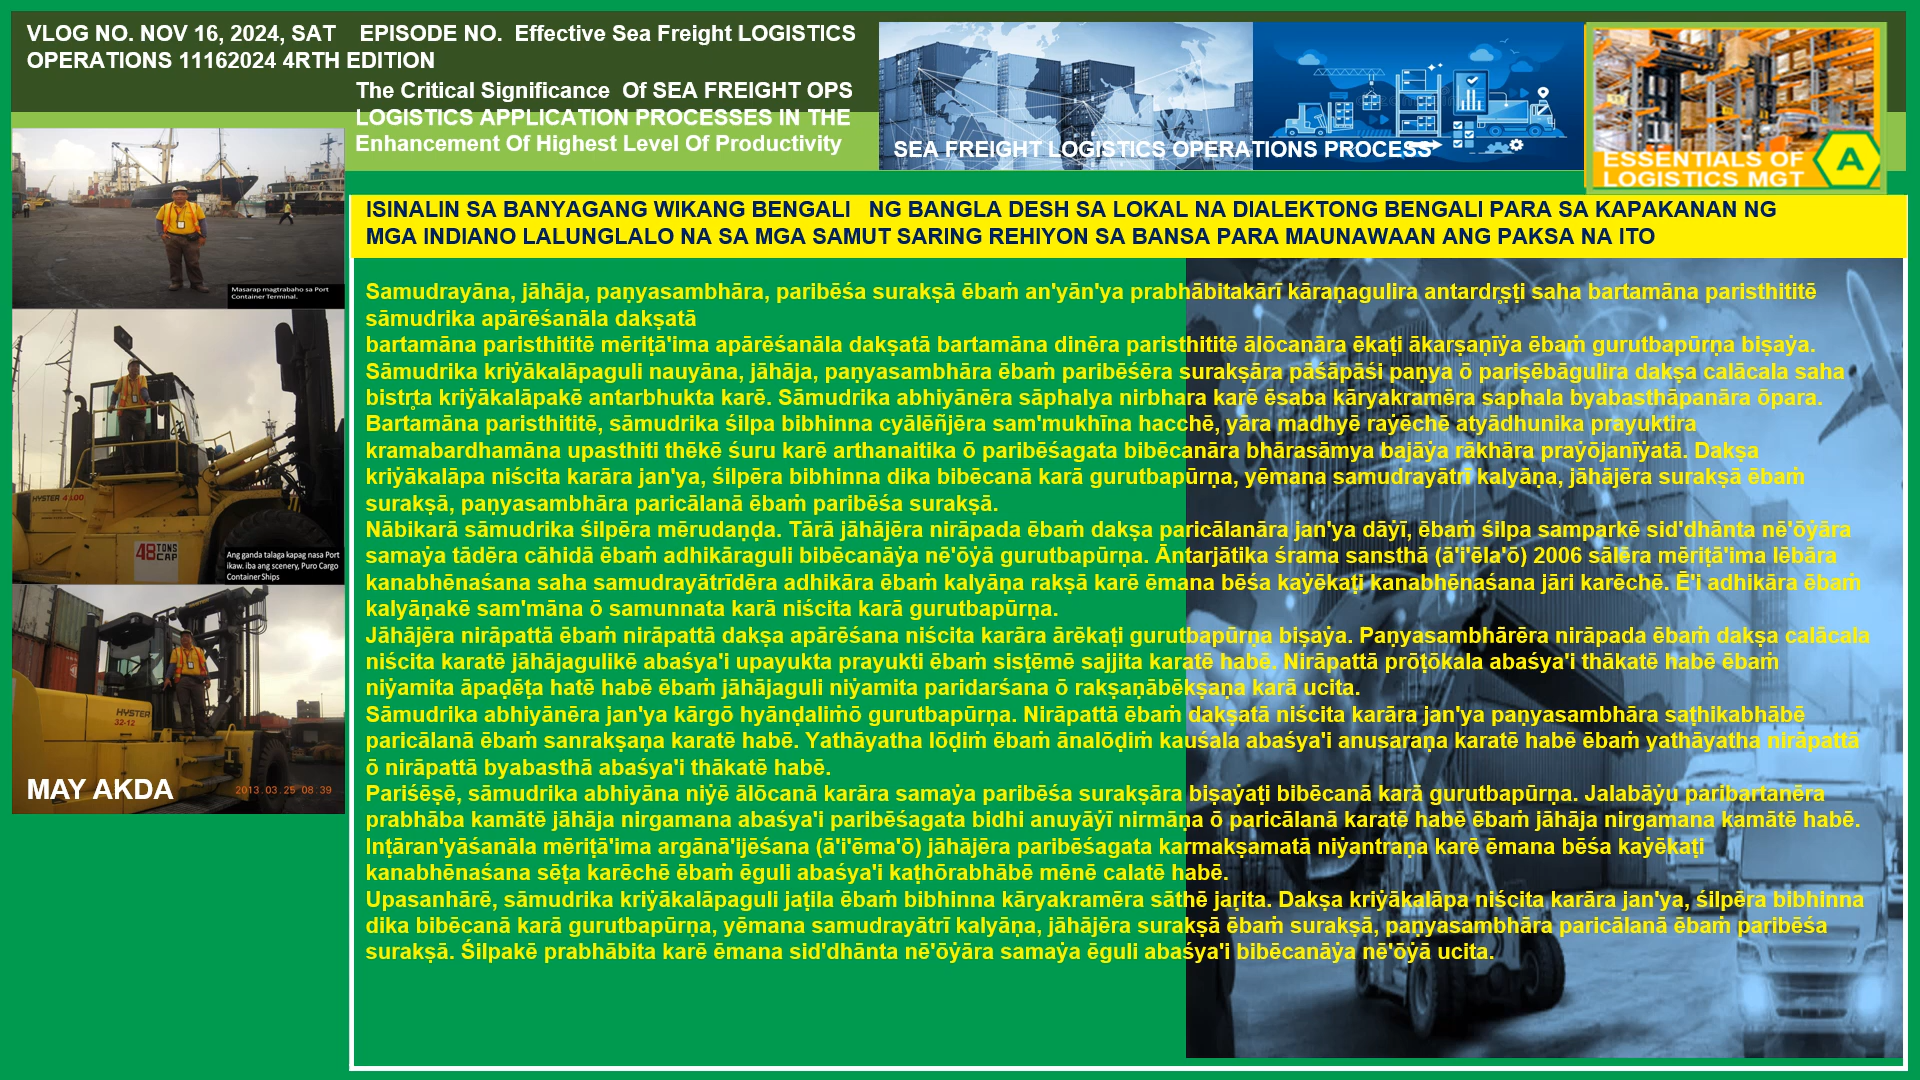 VLOG NO. NOV 16, 2024, SAT    EPISODE NO.  Effective Sea Freight LOGISTICS
OPERATIONS 11162024 4RTH EDITION
The Critical Significance  Of SEA FREIGHT OPS
LOGISTICS APPLICATION PROCESSES IN THE
Enhancement Of Highest Level Of Productivity
SEA FREIGHT LOGISTICS OPERATIONS PROCESS
ESSENTIALS OF
LOGISTICS MGT
A
ISINALIN SA BANYAGANG WIKANG BENGALI   NG BANGLA DESH SA LOKAL NA DIALEKTONG BENGALI PARA SA KAPAKANAN NG
MGA INDIANO LALUNGLALO NA SA MGA SAMUT SARING REHIYON SA BANSA PARA MAUNAWAAN ANG PAKSA NA ITO
Masarap magtrabaho sa Port
Container Terminal.
HYSTER
48 TONS
CAP
Ang ganda talaga kapag nasa Port
ikaw. iba ang scenery, Puro Cargo
Container Ships
HYSTER
32-12
MAY AKDA
2013.03.25 08:39
Samudrayāna, jāhāja, paṇyasambhāra, paribēśa surakṣā ēbaṁ an'yān'ya prabhābitakārī kāraṇagulira antardr̥ṣṭi saha bartamāna paristhititē
sāmudrika apārēśanāla dakṣatā
bartamāna paristhititē mēriṭā'ima apārēśanāla dakṣatā bartamāna dinēra paristhititē ālōcanāra ēkaṭi ākarṣaṇīẏa ēbaṁ gurutbapūrṇa biṣaẏa.
Sāmudrika kriẏākalāpaguli nauyāna, jāhāja, paṇyasambhāra ēbaṁ paribēśēra surakṣāra pāśāpāśi paṇya ō pariṣēbāgulira dakṣa calācala saha
bistr̥ta kriẏākalāpakē antarbhukta karē. Sāmudrika abhiyānēra sāphalya nirbhara karē ēsaba kāryakramēra saphala byabasthāpanāra ōpara.
Bartamāna paristhititē, sāmudrika śilpa bibhinna cyālēñjēra sam'mukhīna hacchē, yāra madhyē raẏēchē atyādhunika prayuktira
kramabardhamāna upasthiti thēkē śuru karē arthanaitika ō paribēśagata bibēcanāra bhārasāmya bajāẏa rākhāra praẏōjanīẏatā. Dakṣa
kriẏākalāpa niścita karāra jan'ya, śilpēra bibhinna dika bibēcanā karā gurutbapūrṇa, yēmana samudrayātrī kalyāṇa, jāhājēra surakṣā ēbaṁ
surakṣā, paṇyasambhāra paricālanā ēbaṁ paribēśa surakṣā.
Nābikarā sāmudrika śilpēra mērudaṇḍa. Tārā jāhājēra nirāpada ēbaṁ dakṣa paricālanāra jan'ya dāẏī, ēbaṁ śilpa samparkē sid'dhānta nē'ōẏāra
samaẏa tādēra cāhidā ēbaṁ adhikāraguli bibēcanāẏa nē'ōẏā gurutbapūrṇa. Āntarjātika śrama sansthā (ā'i'ēla'ō) 2006 sālēra mēriṭā'ima lēbāra
kanabhēnaśana saha samudrayātrīdēra adhikāra ēbaṁ kalyāṇa rakṣā karē ēmana bēśa kaẏēkaṭi kanabhēnaśana jāri karēchē. Ē'i adhikāra ēbaṁ
kalyāṇakē sam'māna ō samunnata karā niścita karā gurutbapūrṇa.
Jāhājēra nirāpattā ēbaṁ nirāpattā dakṣa apārēśana niścita karāra ārēkaṭi gurutbapūrṇa biṣaẏa. Paṇyasambhārēra nirāpada ēbaṁ dakṣa calācala
niścita karatē jāhājagulikē abaśya'i upayukta prayukti ēbaṁ sisṭēmē sajjita karatē habē. Nirāpattā prōṭōkala abaśya'i thākatē habē ēbaṁ
niẏamita āpaḍēṭa hatē habē ēbaṁ jāhājaguli niẏamita paridarśana ō rakṣaṇābēkṣaṇa karā ucita.
Sāmudrika abhiyānēra jan'ya kārgō hyānḍaliṁō gurutbapūrṇa. Nirāpattā ēbaṁ dakṣatā niścita karāra jan'ya paṇyasambhāra saṭhikabhābē
paricālanā ēbaṁ sanrakṣaṇa karatē habē. Yathāyatha lōḍiṁ ēbaṁ ānalōḍiṁ kauśala abaśya'i anusaraṇa karatē habē ēbaṁ yathāyatha nirāpattā
ō nirāpattā byabasthā abaśya'i thākatē habē.
Pariśēṣē, sāmudrika abhiyāna niẏē ālōcanā karāra samaẏa paribēśa surakṣāra biṣaẏaṭi bibēcanā karā gurutbapūrṇa. Jalabāẏu paribartanēra
prabhāba kamātē jāhāja nirgamana abaśya'i paribēśagata bidhi anuyāẏī nirmāṇa ō paricālanā karatē habē ēbaṁ jāhāja nirgamana kamātē habē.
Inṭāran'yāśanāla mēriṭā'ima argānā'ijēśana (ā'i'ēma'ō) jāhājēra paribēśagata karmakṣamatā niẏantraṇa karē ēmana bēśa kaẏēkaṭi
kanabhēnaśana sēṭa karēchē ēbaṁ ēguli abaśya'i kaṭhōrabhābē mēnē calatē habē.
Upasanhārē, sāmudrika kriẏākalāpaguli jaṭila ēbaṁ bibhinna kāryakramēra sāthē jaṛita. Dakṣa kriẏākalāpa niścita karāra jan'ya, śilpēra bibhinna
dika bibēcanā karā gurutbapūrṇa, yēmana samudrayātrī kalyāṇa, jāhājēra surakṣā ēbaṁ surakṣā, paṇyasambhāra paricālanā ēbaṁ paribēśa
surakṣā. Śilpakē prabhābita karē ēmana sid'dhānta nē'ōẏāra samaẏa ēguli abaśya'i bibēcanāẏa nē'ōẏā ucita.